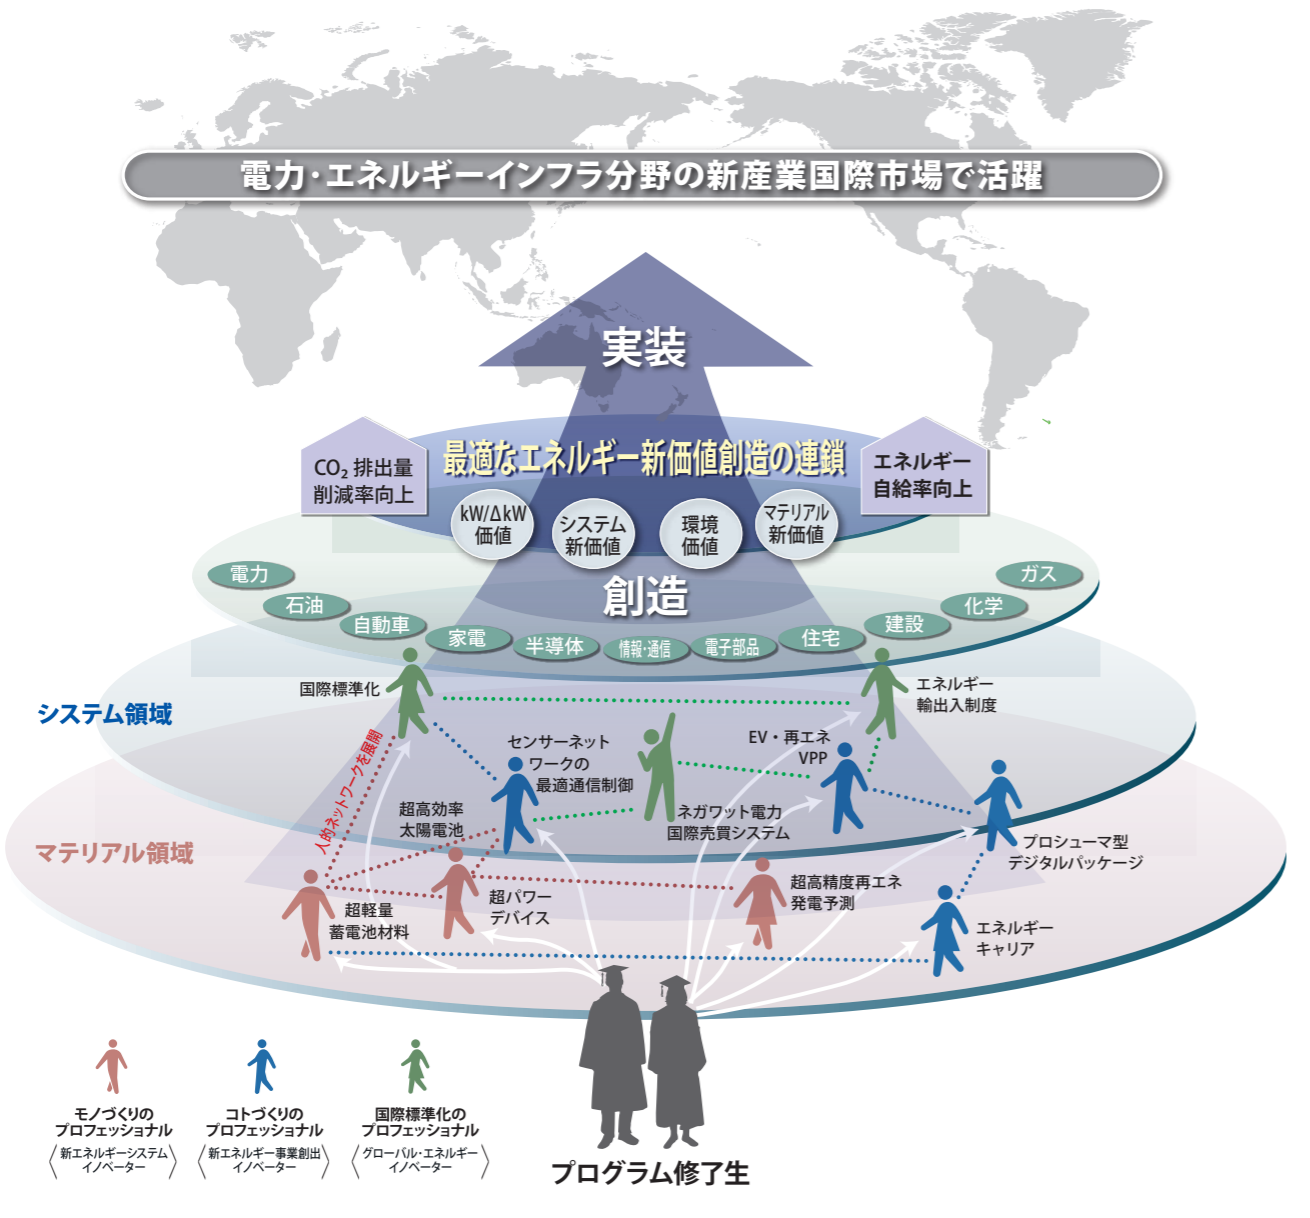 電力・エネルギーインフラ分野の新産業国際市場で活躍
実装
最適なエネルギー新価値創造の連鎖
CO₂ 排出量
削減率向上
エネルギー
自給率向上
kW/ΔkW
価値
システム
新価値
環境
価値
マテリアル
新価値
創造
電力
石油
自動車
家電
半導体
情報・通信
電子部品
住宅
建設
化学
ガス
システム領域
国際標準化
エネルギー
輸出入制度
人的ネットワークを展開
センサーネット
ワークの
最適通信制御
EV・再エネ
VPP
ネガワット電力
国際売買システム
超高効率
太陽電池
プロシューマ型
デジタルパッケージ
マテリアル領域
超軽量
蓄電池材料
超パワー
デバイス
超高精度再エネ
発電予測
エネルギー
キャリア
モノづくりの
プロフェッショナル
〈新エネルギーシステム
イノベーター〉
コトづくりの
プロフェッショナル
〈新エネルギー事業創出
イノベーター〉
国際標準化の
プロフェッショナル
〈グローバル・エネルギー
イノベーター〉
プログラム修了生